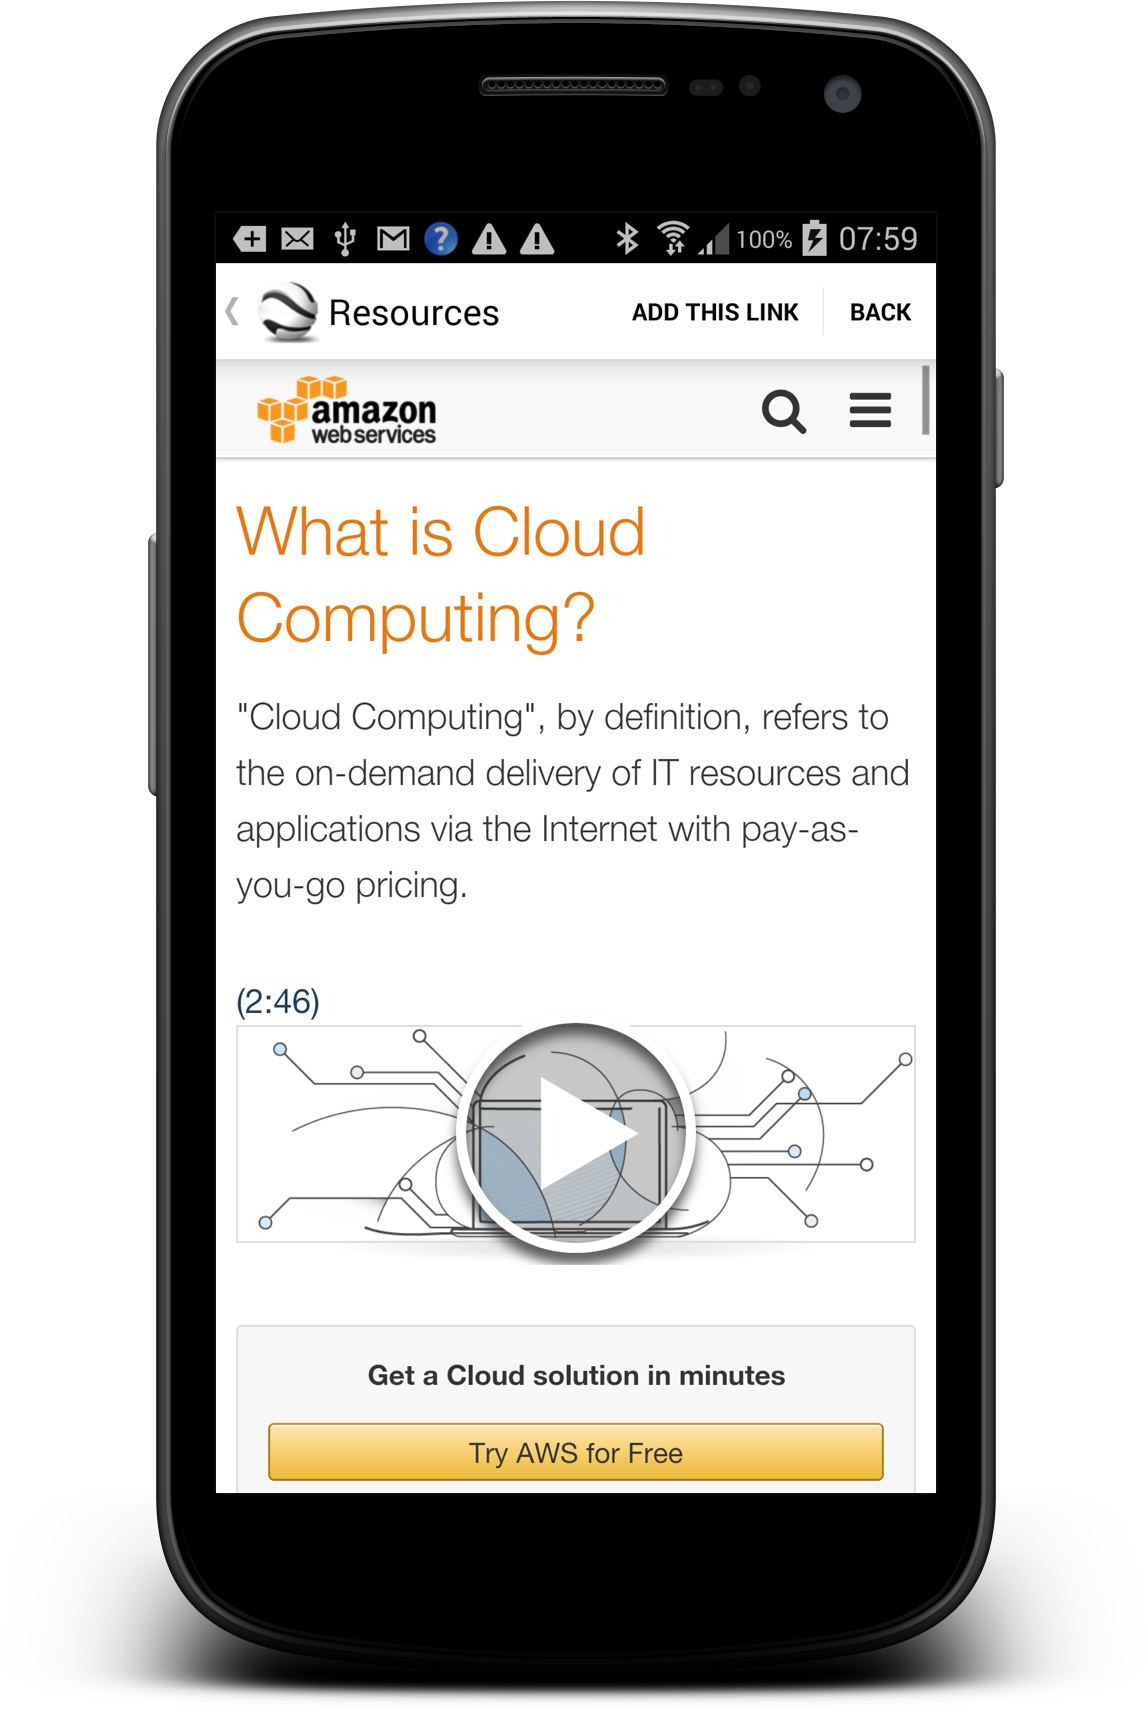 100% 07:59
Resources ADD THIS LINK BACK
amazon
webservices
What is Cloud
Computing?
"Cloud Computing", by definition, refers to
the on-demand delivery of IT resources and
applications via the Internet with pay-as-
you-go pricing.
(2:46)
Get a Cloud solution in minutes
Try AWS for Free